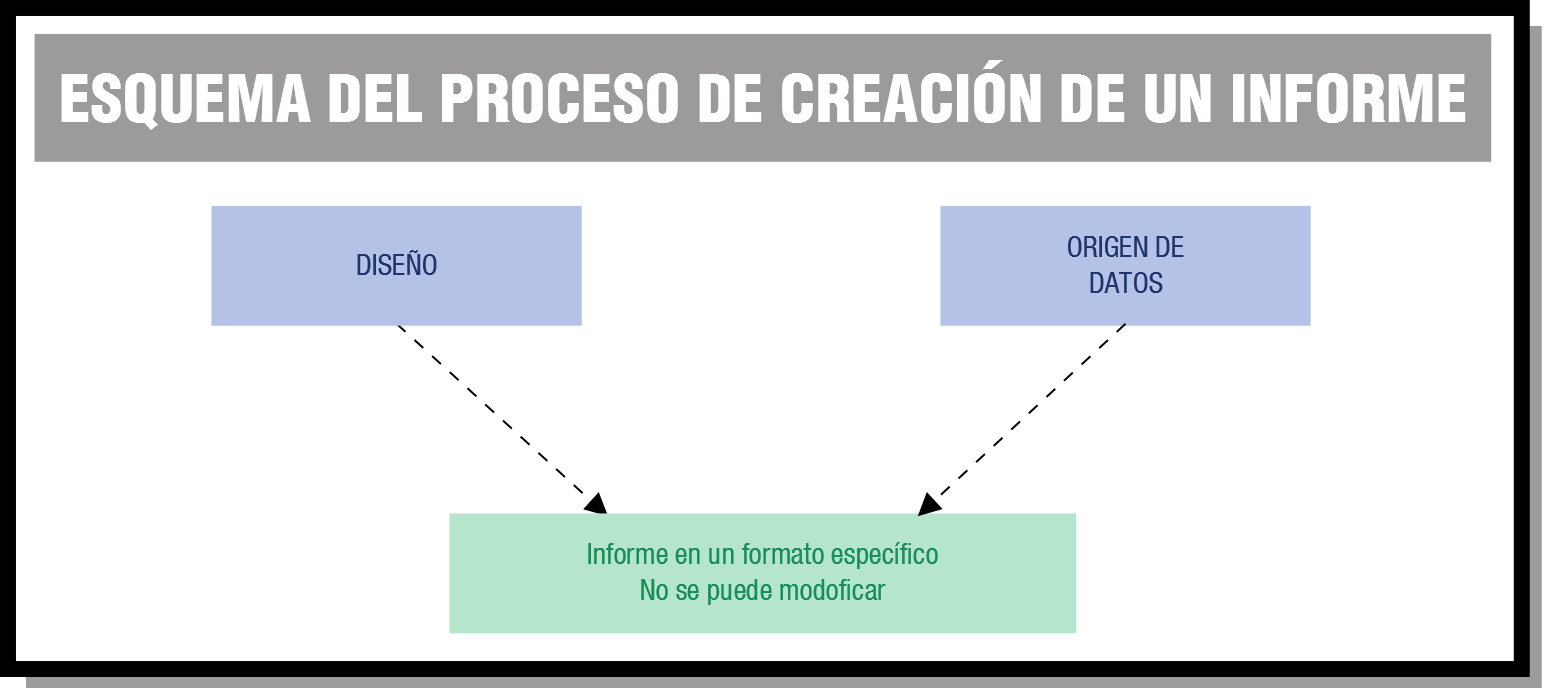 ESQUEMA DEL PROCESO DE CREACIÓN DE UN INFORME
DISEÑO
ORIGEN DE
DATOS
Informe en un formato específico
No se puede modoficar